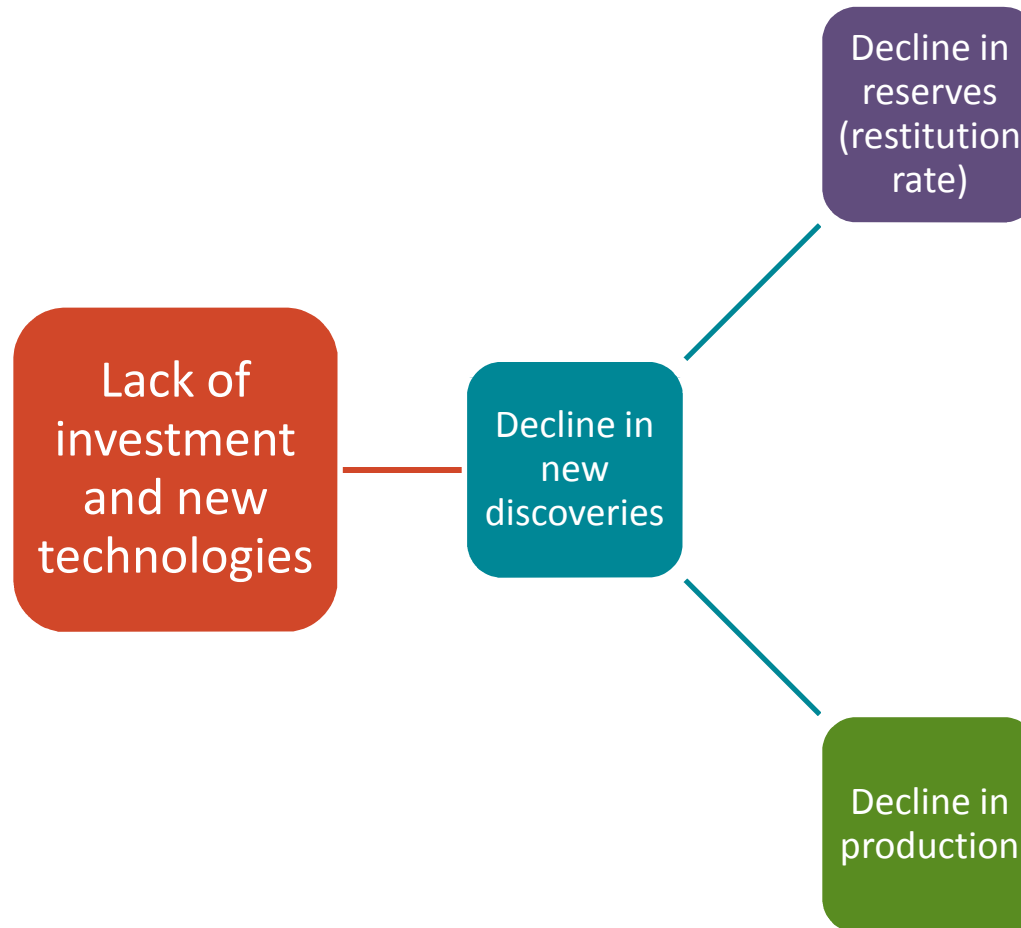 Lack of
investment
and new
technologies
Decline in
new
discoveries
Decline in
reserves
(restitution
rate)
Decline in
production